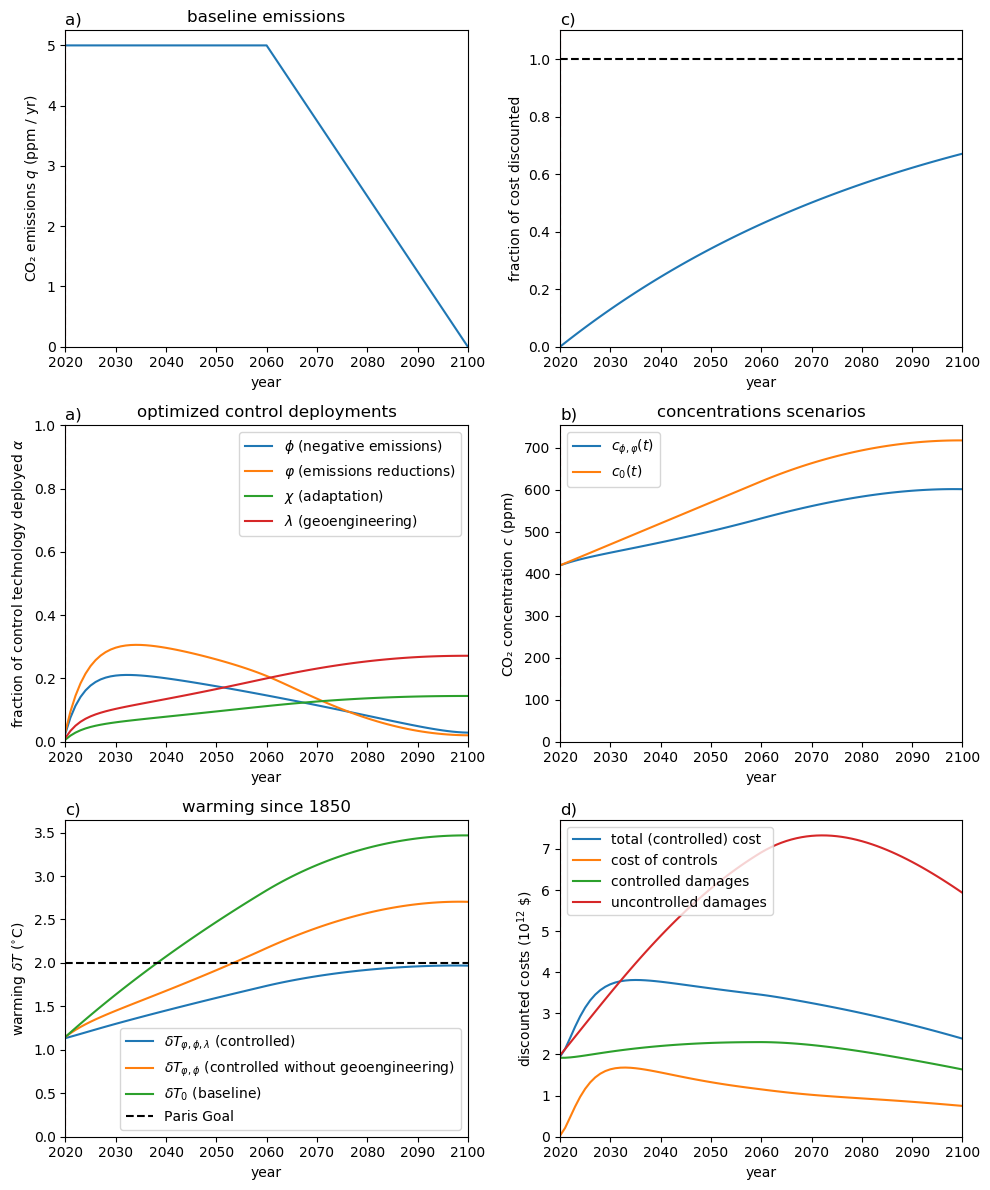 a)
baseline emissions
CO₂ emissions q (ppm / yr)
5
4
3
2
1
0
2020 2030 2040 2050 2060 2070 2080 2090 2100
year
c)
fraction of cost discounted
1.0
0.8
0.6
0.4
0.2
0.0
2020 2030 2040 2050 2060 2070 2080 2090 2100
year
a)
optimized control deployments
fraction of control technology deployed α
1.0
0.8
0.6
0.4
0.2
0.0
ϕ (negative emissions)
φ (emissions reductions)
χ (adaptation)
λ (geoengineering)
2020 2030 2040 2050 2060 2070 2080 2090 2100
year
b)
concentrations scenarios
CO₂ concentration c (ppm)
700
600
500
400
300
200
100
0
c_{ϕ,φ}(t)
c₀(t)
2020 2030 2040 2050 2060 2070 2080 2090 2100
year
c)
warming since 1850
warming δT (°C)
3.5
3.0
2.5
2.0
1.5
1.0
0.5
0.0
δT_{φ,ϕ,λ} (controlled)
δT_{φ,ϕ} (controlled without geoengineering)
δT₀ (baseline)
Paris Goal
2020 2030 2040 2050 2060 2070 2080 2090 2100
year
d)
discounted costs (10¹² $)
7
6
5
4
3
2
1
0
total (controlled) cost
cost of controls
controlled damages
uncontrolled damages
2020 2030 2040 2050 2060 2070 2080 2090 2100
year